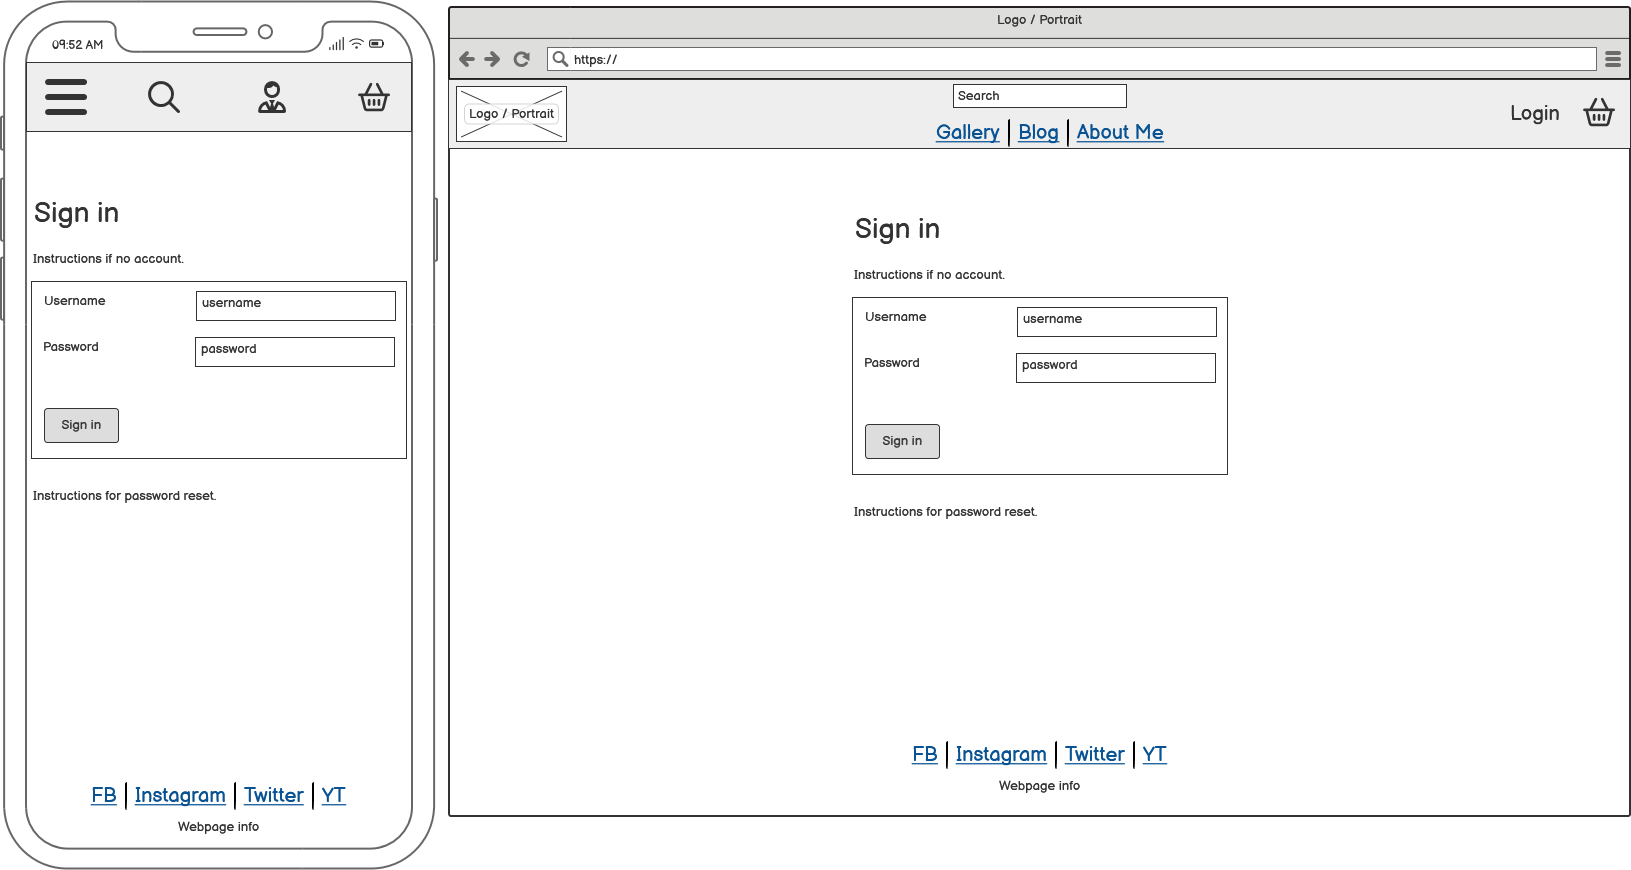 09:52 AM
Sign in
Instructions if no account.
Username
username
Password
password
Sign in
Instructions for password reset.
FB Instagram Twitter YT
Webpage info
Logo / Portrait
https://
Logo / Portrait
Search
Gallery Blog About Me
Login
Sign in
Instructions if no account.
Username
username
Password
password
Sign in
Instructions for password reset.
FB Instagram Twitter YT
Webpage info